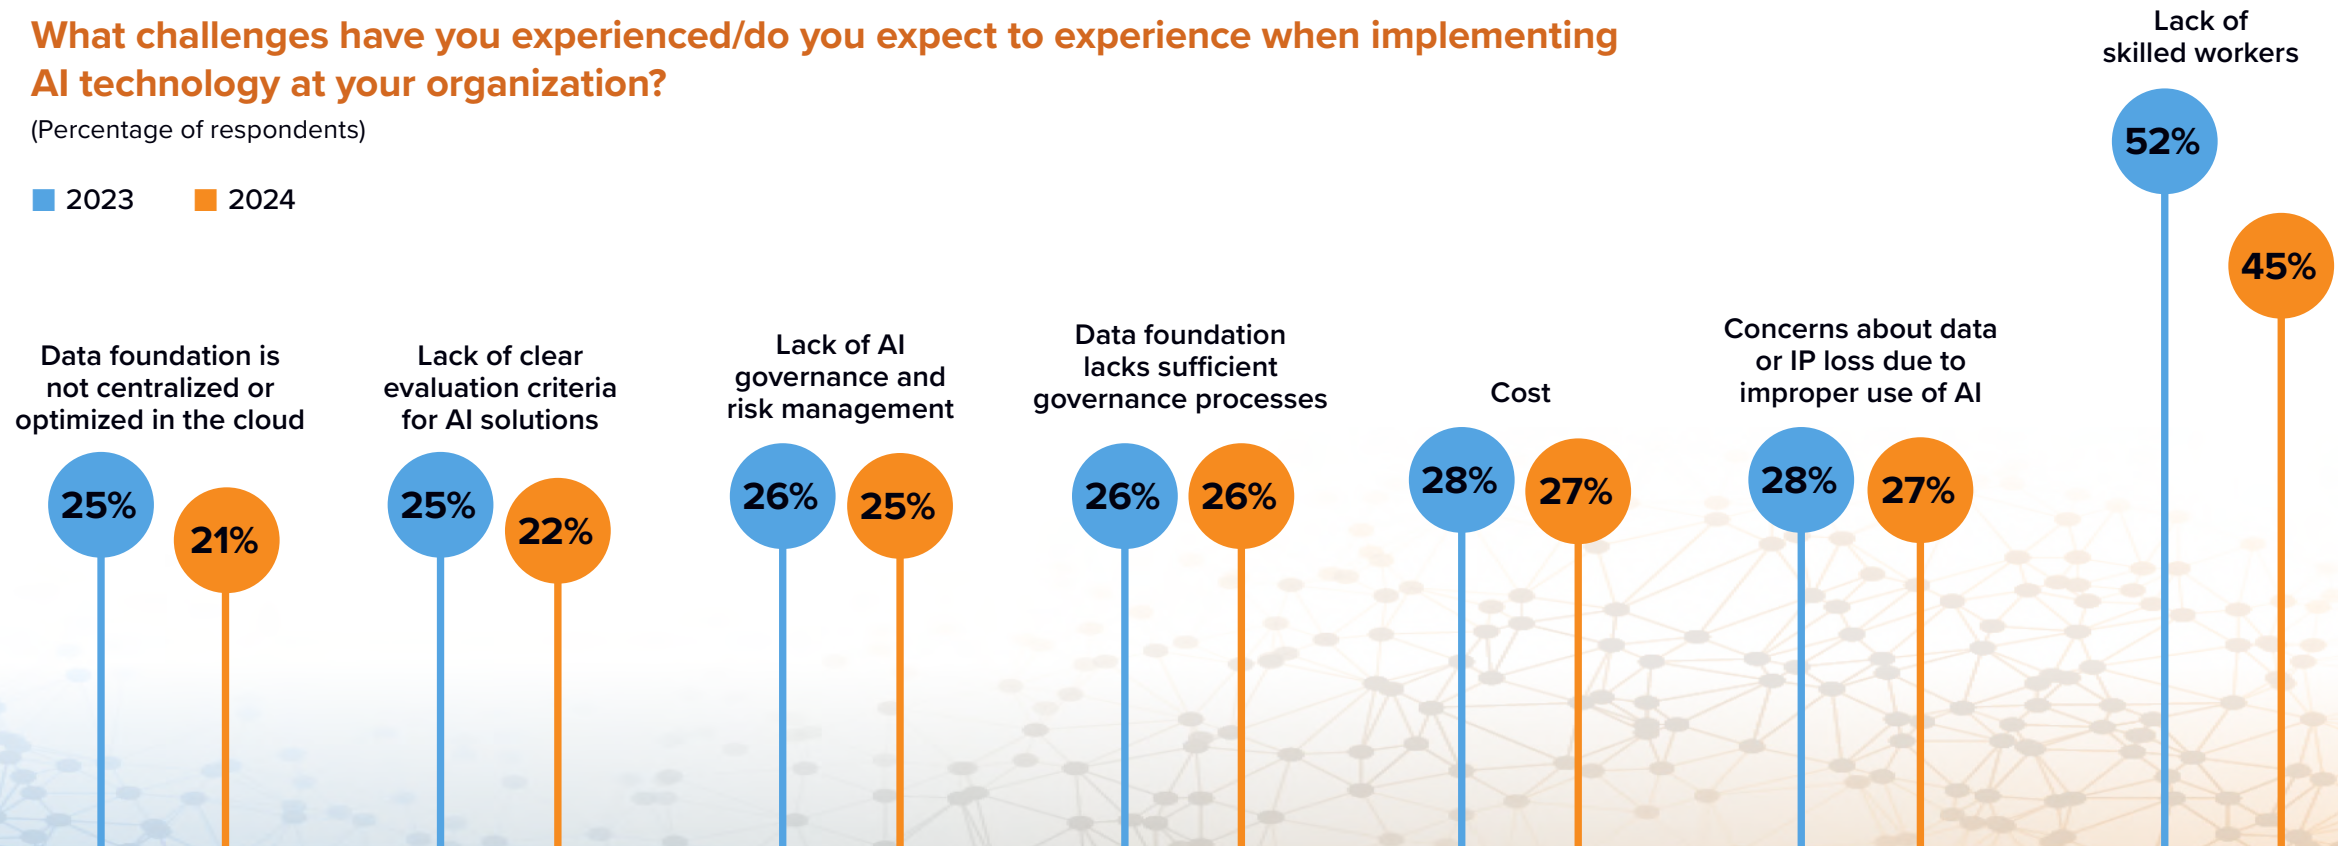 What challenges have you experienced/do you expect to experience when implementing
AI technology at your organization?
(Percentage of respondents)
2023
2024
Data foundation is
not centralized or
optimized in the cloud
25%
21%
Lack of clear
evaluation criteria
for AI solutions
25%
22%
Lack of AI
governance and
risk management
26%
25%
Data foundation
lacks sufficient
governance processes
26%
26%
Cost
28%
27%
Concerns about data
or IP loss due to
improper use of AI
28%
27%
Lack of
skilled workers
52%
45%